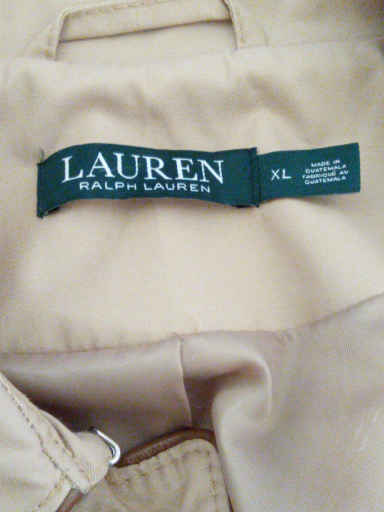 LAUREN
RALPH LAUREN
XL
MADE IN
GUATEMALA
FABRIQUÉ AU
GUATEMALA